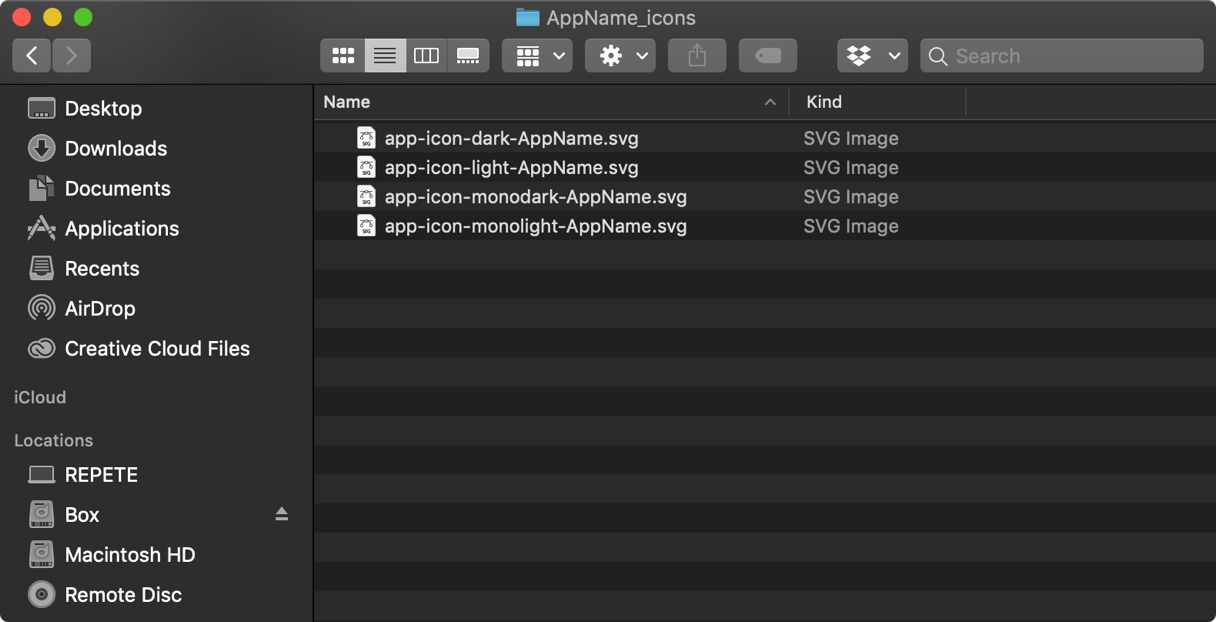 AppName_icons
Search
Desktop
Downloads
Documents
Applications
Recents
AirDrop
Creative Cloud Files
iCloud
Locations
REPETE
Box
Macintosh HD
Remote Disc
Name Kind
app-icon-dark-AppName.svg SVG Image
app-icon-light-AppName.svg SVG Image
app-icon-monodark-AppName.svg SVG Image
app-icon-monolight-AppName.svg SVG Image